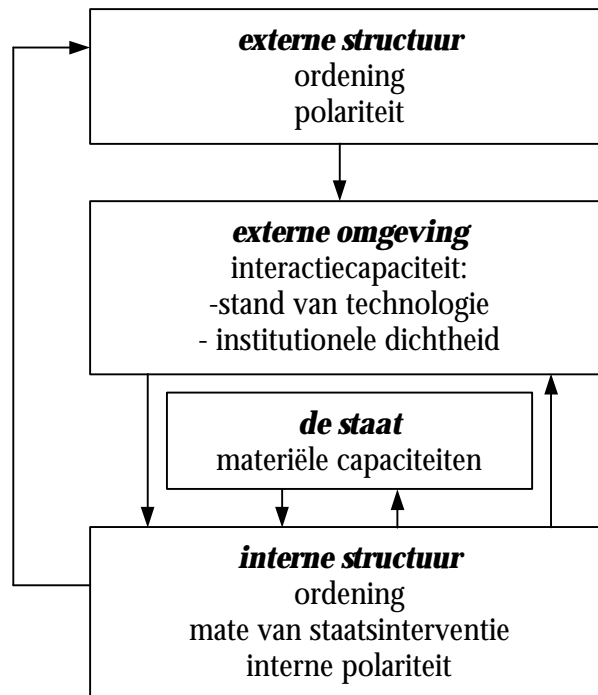 externe structuur
ordening
polariteit
externe omgeving
interactiecapaciteit:
-stand van technologie
- institutionele dichtheid
de staat
materiële capaciteiten
interne structuur
ordening
mate van staatsinterventie
interne polariteit